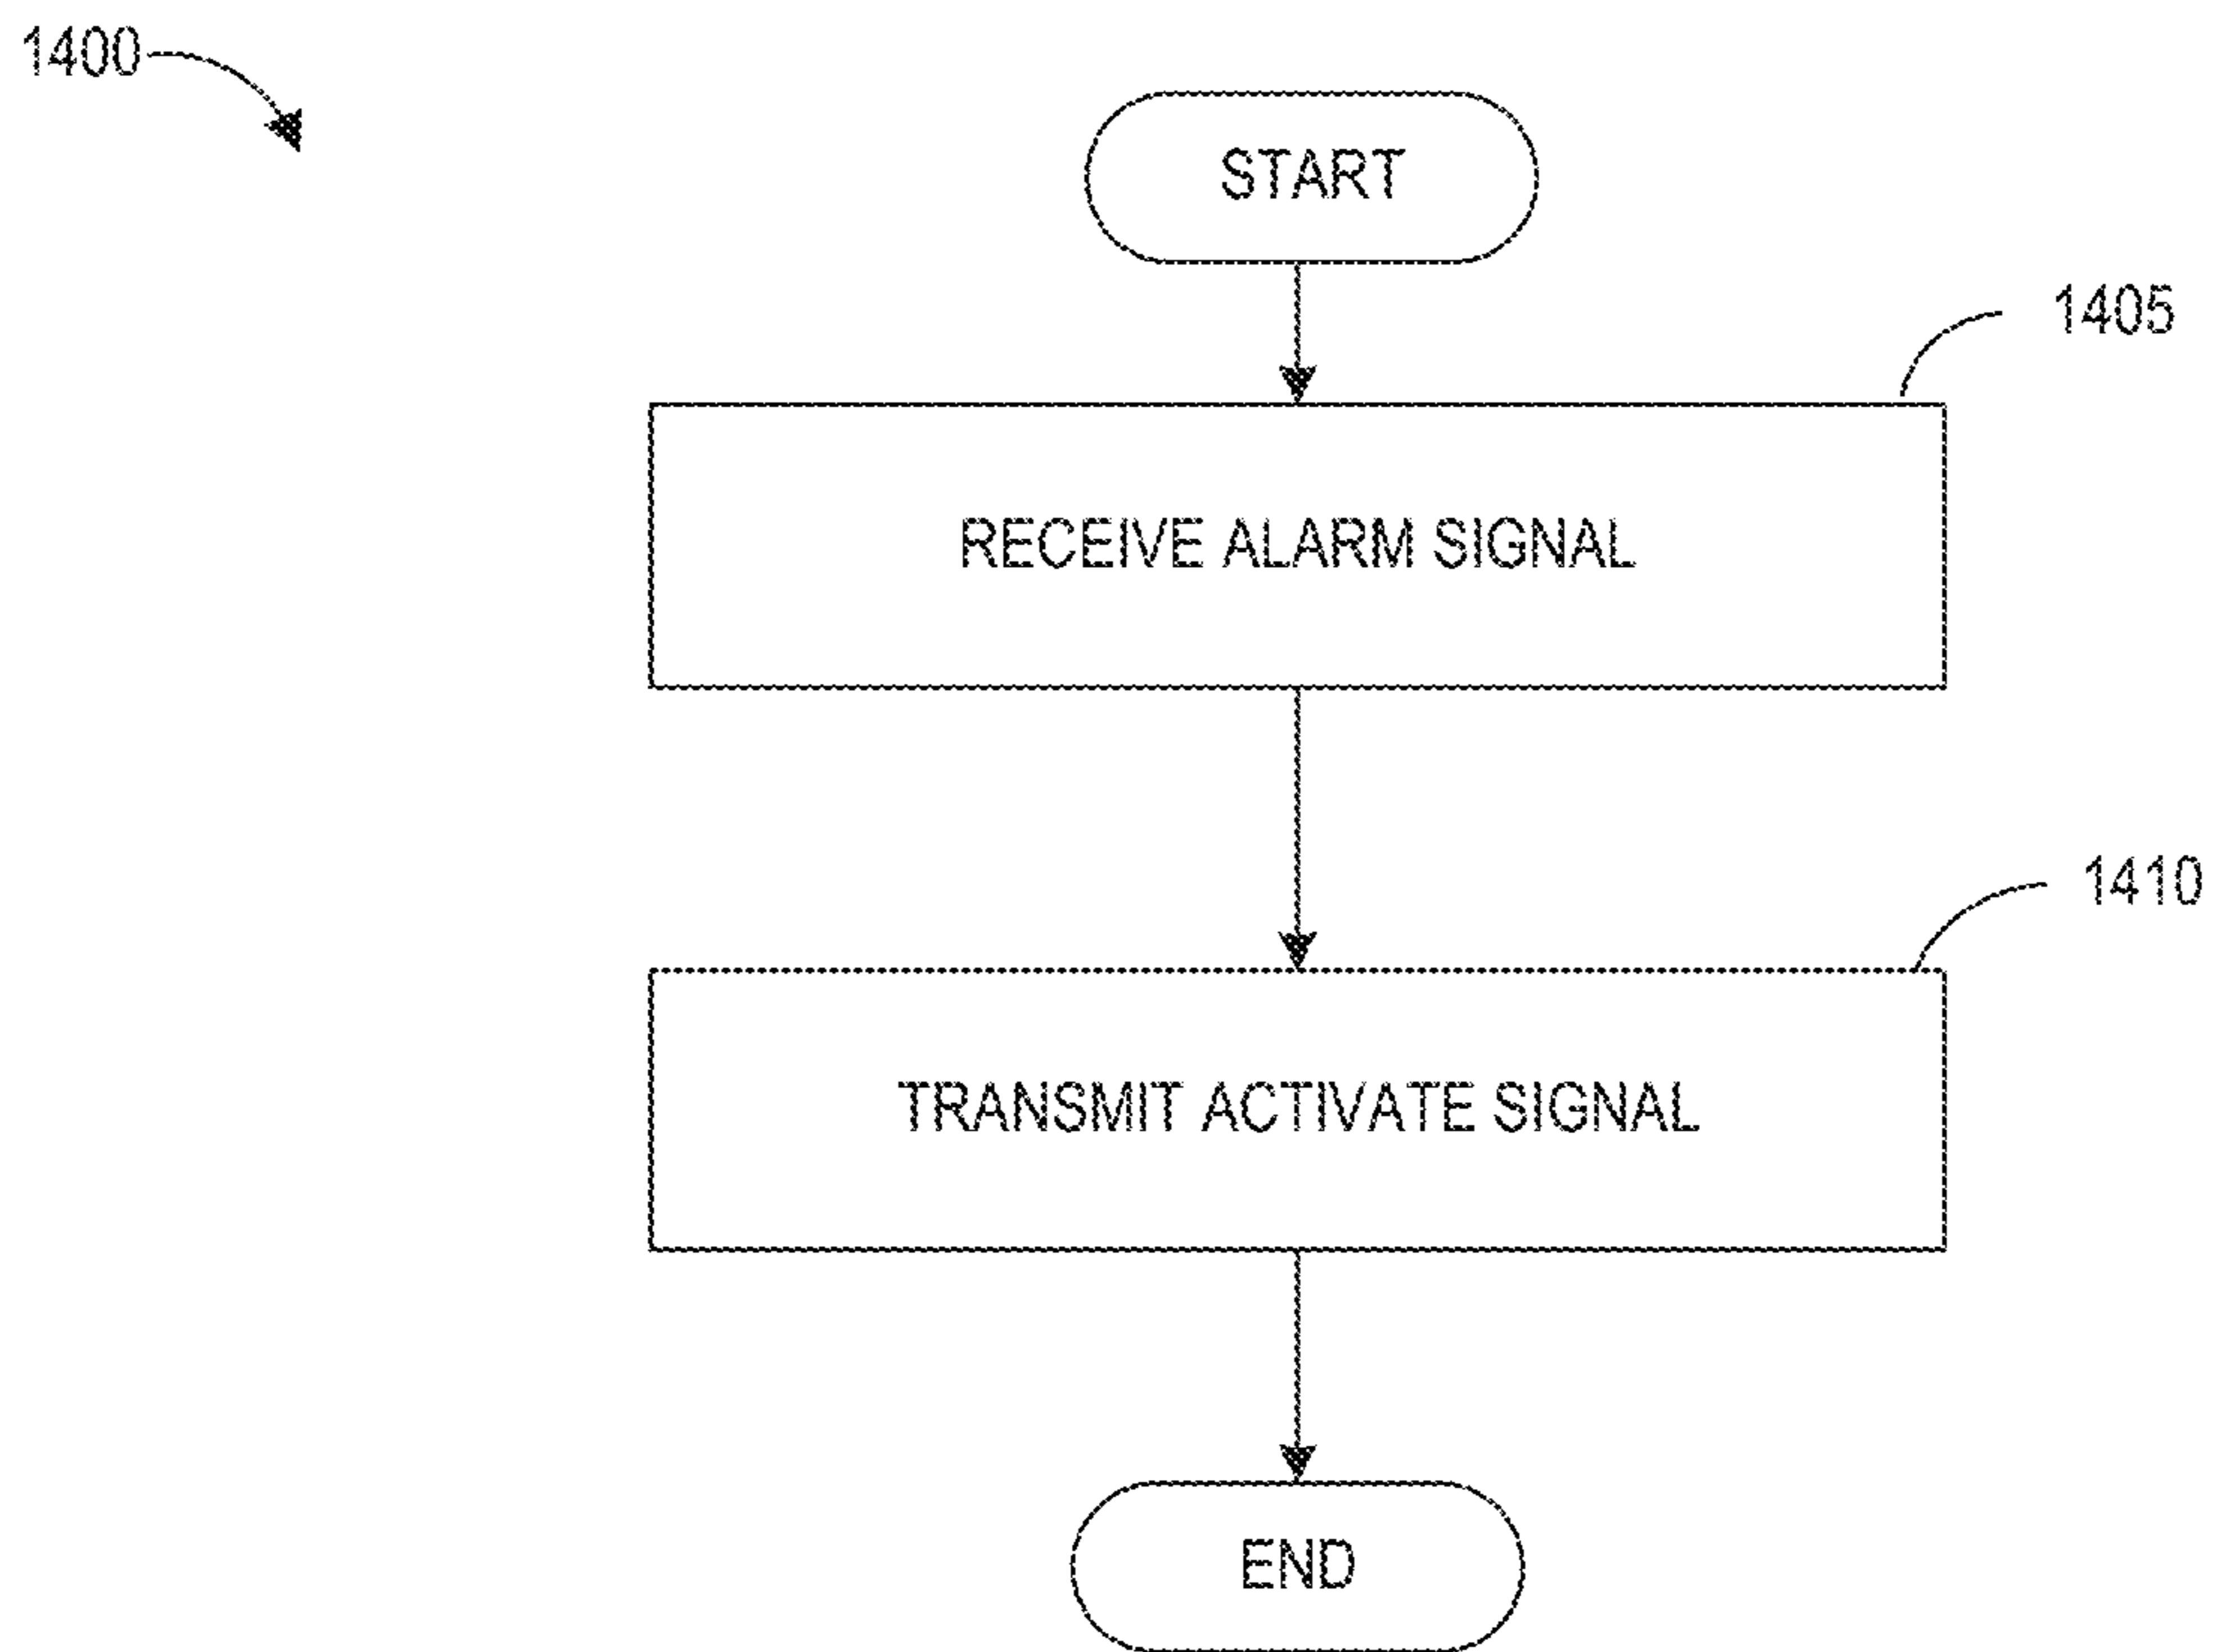 1400
START
1405
RECEIVE ALARM SIGNAL
1410
TRANSMIT ACTIVATE SIGNAL
END